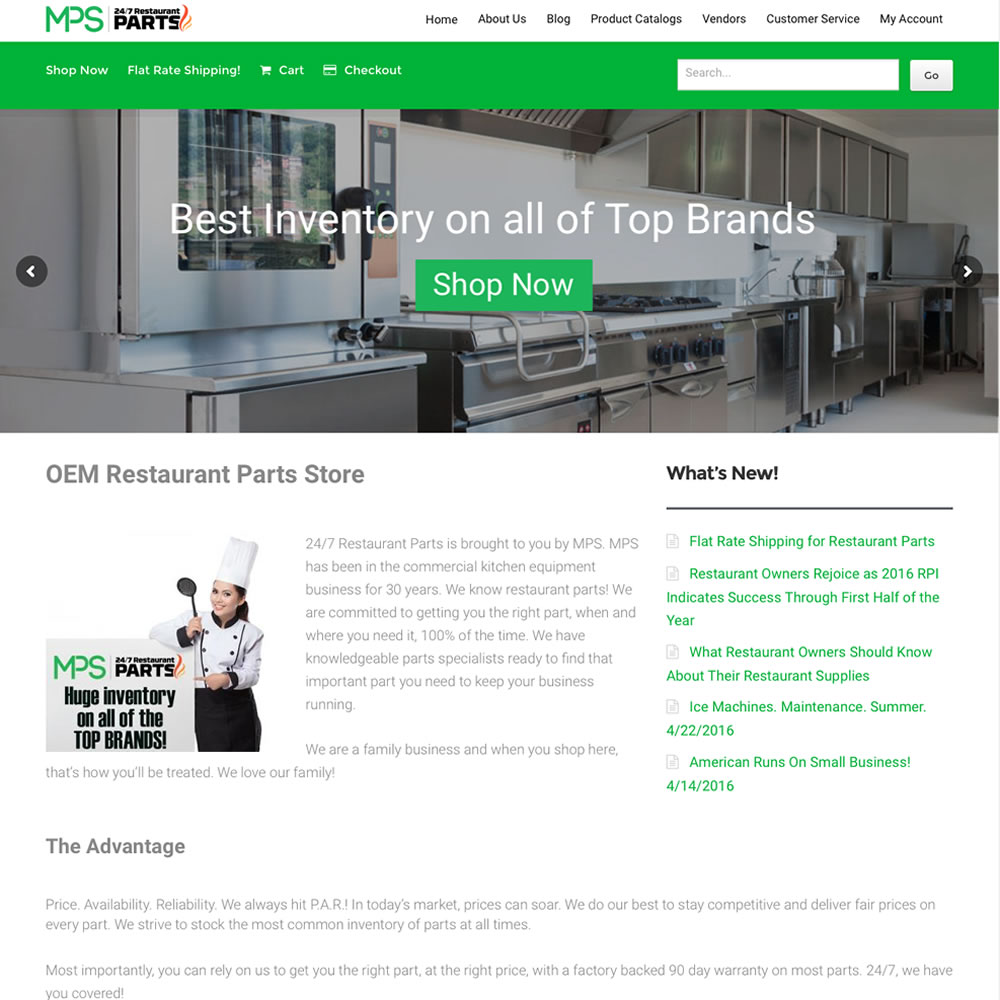 MPS 24/7 Restaurant
PARTS
Home About Us Blog Product Catalogs Vendors Customer Service My Account
Shop Now Flat Rate Shipping! Cart Checkout Search... Go
Best Inventory on all of Top Brands
Shop Now
OEM Restaurant Parts Store
MPS 24/7 Restaurant
PARTS
Huge inventory
on all of the
TOP BRANDS!
24/7 Restaurant Parts is brought to you by MPS. MPS
has been in the commercial kitchen equipment
business for 30 years. We know restaurant parts! We
are committed to getting you the right part, when and
where you need it, 100% of the time. We have
knowledgeable parts specialists ready to find that
important part you need to keep your business
running.
We are a family business and when you shop here,
that's how you'll be treated. We love our family!
What's New!
Flat Rate Shipping for Restaurant Parts
Restaurant Owners Rejoice as 2016 RPI
Indicates Success Through First Half of the
Year
What Restaurant Owners Should Know
About Their Restaurant Supplies
Ice Machines. Maintenance. Summer.
4/22/2016
American Runs On Small Business!
4/14/2016
The Advantage
Price. Availability. Reliability. We always hit P.A.R.! In today's market, prices can soar. We do our best to stay competitive and deliver fair prices on
every part. We strive to stock the most common inventory of parts at all times.
Most importantly, you can rely on us to get you the right part, at the right price, with a factory backed 90 day warranty on most parts. 24/7, we have
you covered!